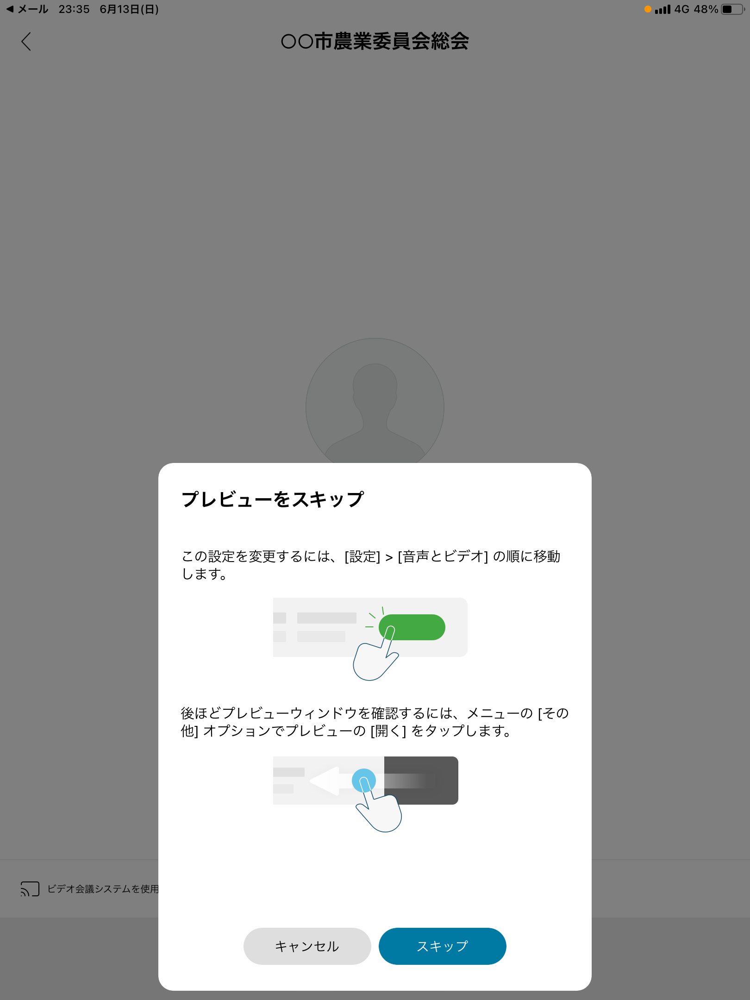 メール 23:35 6月13日(日) 4G 48%
○○市農業委員会総会
プレビューをスキップ
この設定を変更するには、[設定] > [音声とビデオ] の順に移動
します。
後ほどプレビューウィンドウを確認するには、メニューの [その
他] オプションでプレビューの [開く] をタップします。
ビデオ会議システムを使用
キャンセル スキップ